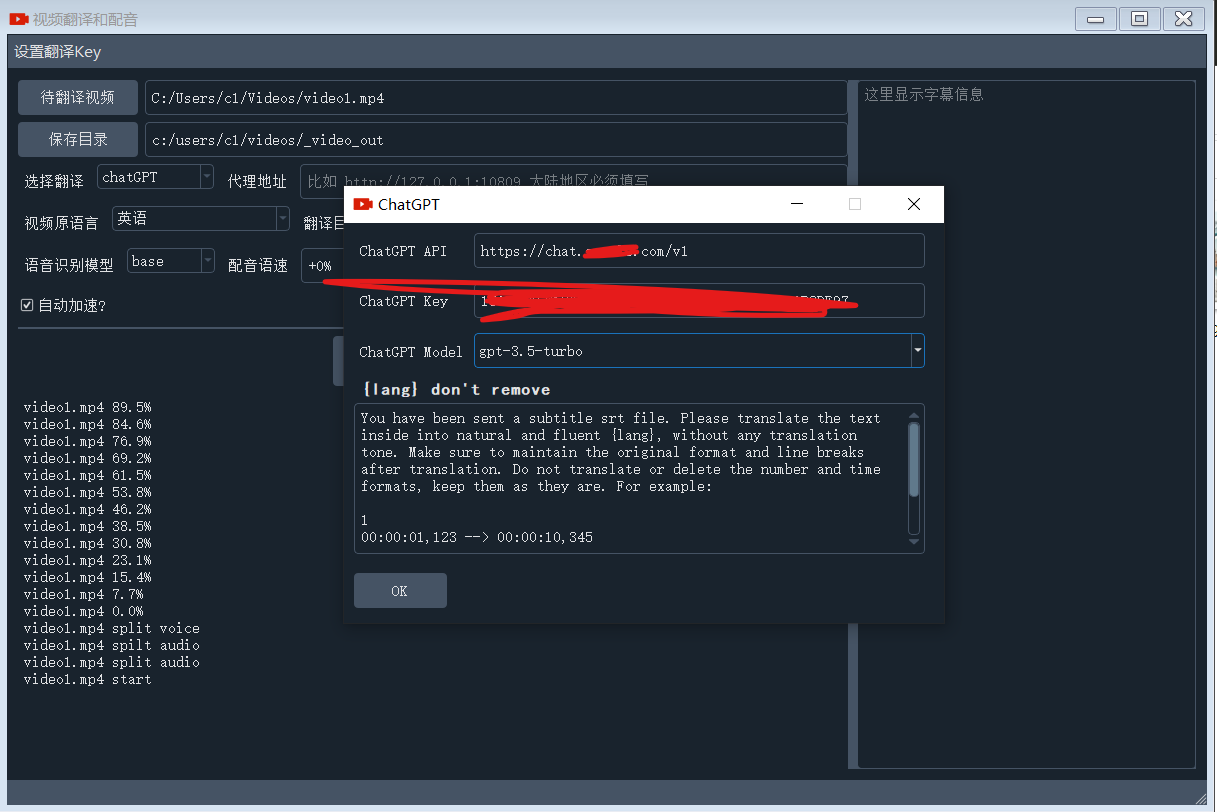 视频翻译和配音
设置翻译Key
待翻译视频 C:/Users/c1/Videos/video1.mp4
保存目录 c:/users/c1/videos/_video_out
选择翻译 chatGPT 代理地址 比如 http://127.0.0.1:10809 大陆地区必须填写
视频原语言 英语 翻译目
语音识别模型 base 配音语速 +0%
自动加速?
video1.mp4 89.5%
video1.mp4 84.6%
video1.mp4 76.9%
video1.mp4 69.2%
video1.mp4 61.5%
video1.mp4 53.8%
video1.mp4 46.2%
video1.mp4 38.5%
video1.mp4 30.8%
video1.mp4 23.1%
video1.mp4 15.4%
video1.mp4 7.7%
video1.mp4 0.0%
video1.mp4 split voice
video1.mp4 spilt audio
video1.mp4 split audio
video1.mp4 start
这里显示字幕信息
ChatGPT
ChatGPT API https://chat. .com/v1
ChatGPT Key
ChatGPT Model gpt-3.5-turbo
{lang} don't remove
You have been sent a subtitle srt file. Please translate the text
inside into natural and fluent {lang}, without any translation
tone. Make sure to maintain the original format and line breaks
after translation. Do not translate or delete the number and time
formats, keep them as they are. For example:
1
00:00:01,123 --> 00:00:10,345
OK